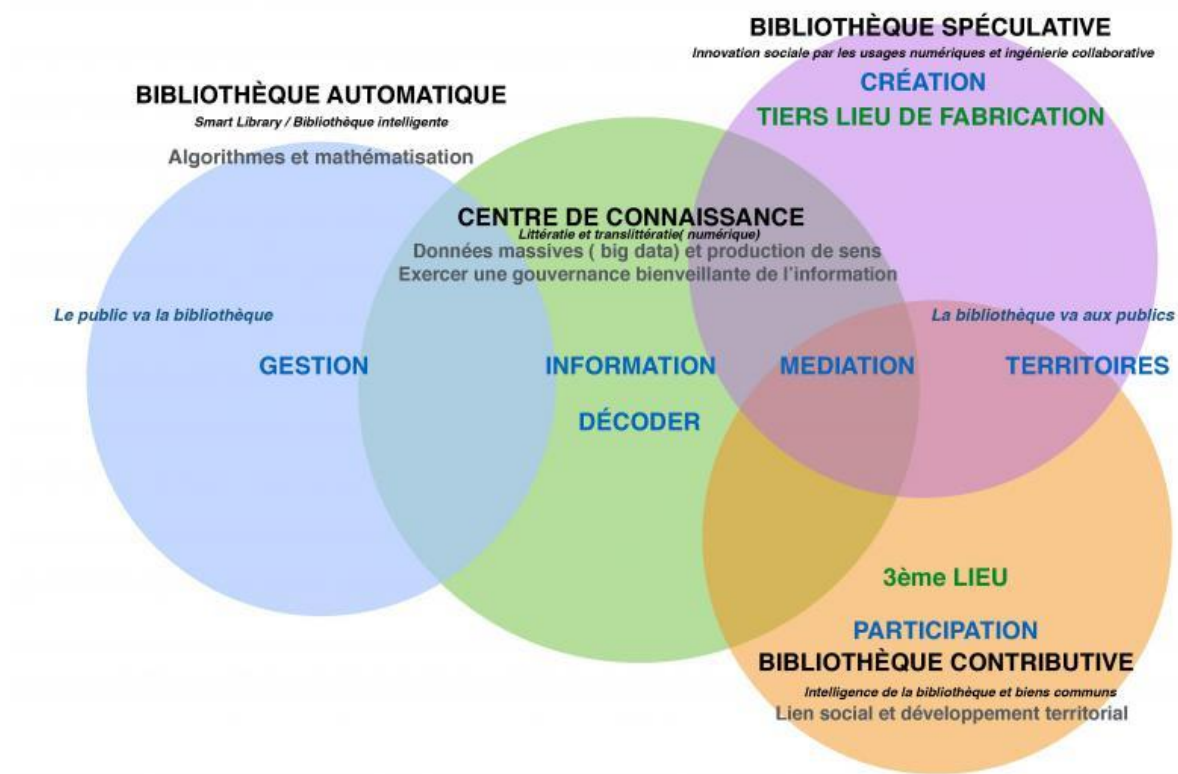 BIBLIOTHÈQUE SPÉCULATIVE
Innovation sociale par les usages numériques et ingénierie collaborative
CRÉATION
TIERS LIEU DE FABRICATION
BIBLIOTHÈQUE AUTOMATIQUE
Smart Library / Bibliothèque intelligente
Algorithmes et mathématisation
CENTRE DE CONNAISSANCE
Littératie et translittératie( numérique)
Données massives ( big data) et production de sens
Exercer une gouvernance bienveillante de l'information
Le public va la bibliothèque
La bibliothèque va aux publics
GESTION
INFORMATION
MEDIATION
TERRITOIRES
DÉCODER
3ème LIEU
PARTICIPATION
BIBLIOTHÈQUE CONTRIBUTIVE
Intelligence de la bibliothèque et biens communs
Lien social et développement territorial